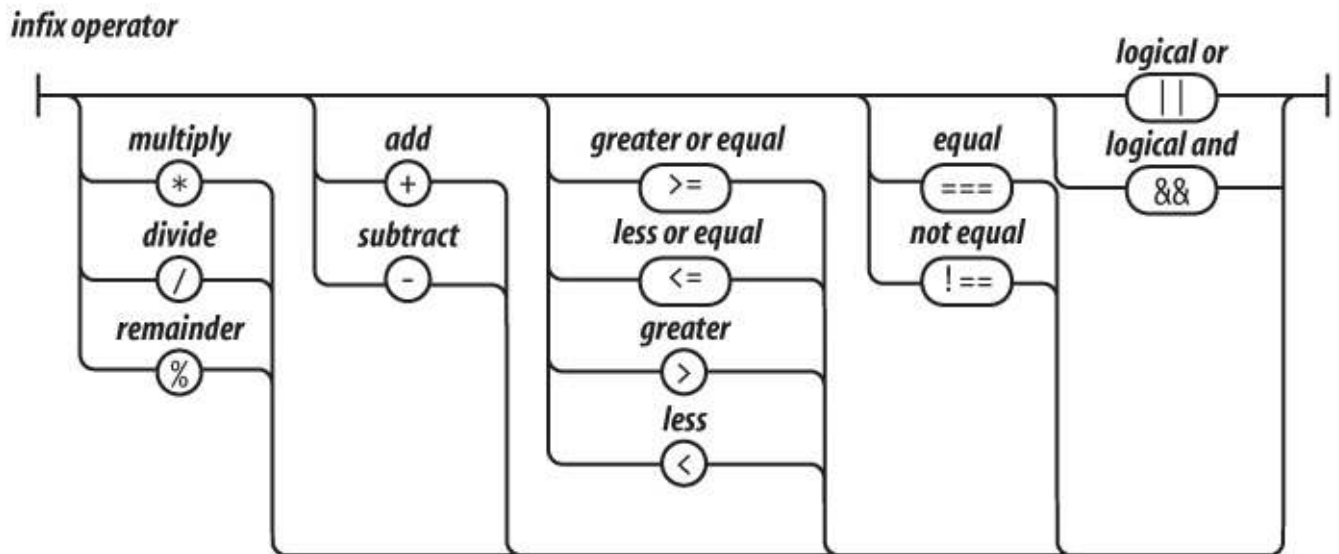 infix operator
logical or
||
multiply add greater or equal equal logical and
* + >= === &&
divide subtract less or equal not equal
/ - <= !==
remainder greater
% >
less
<